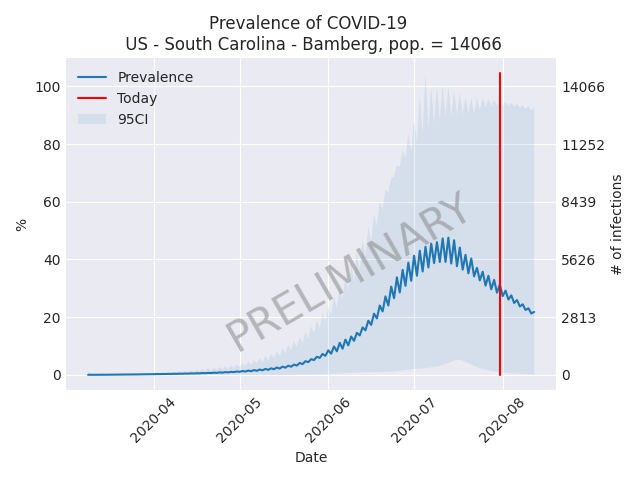 Prevalence of COVID-19
US - South Carolina - Bamberg, pop. = 14066
Prevalence
Today
95CI
100
80
60
40
20
0
%
14066
11252
8439
5626
2813
0
# of infections
PRELIMINARY
2020-04
2020-05
2020-06
2020-07
2020-08
Date